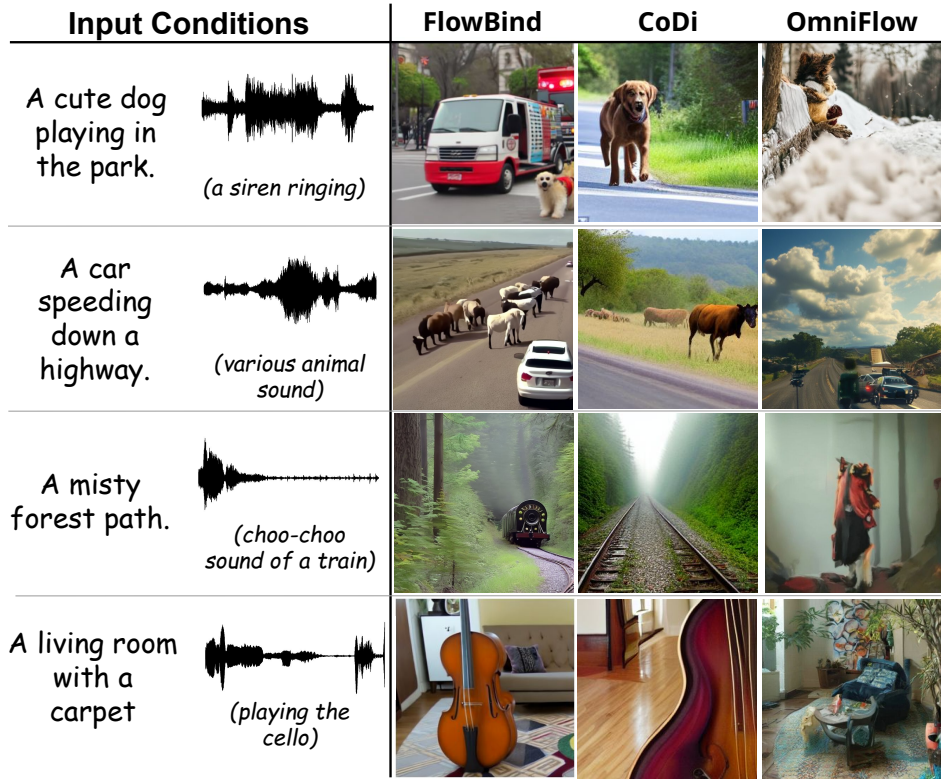 Input Conditions
FlowBind
CoDi
OmniFlow
A cute dog
playing in
the park.
(a siren ringing)
A car
speeding
down a
highway.
(various animal
sound)
A misty
forest path.
(choo-choo
sound of a train)
A living room
with a
carpet
(playing the
cello)